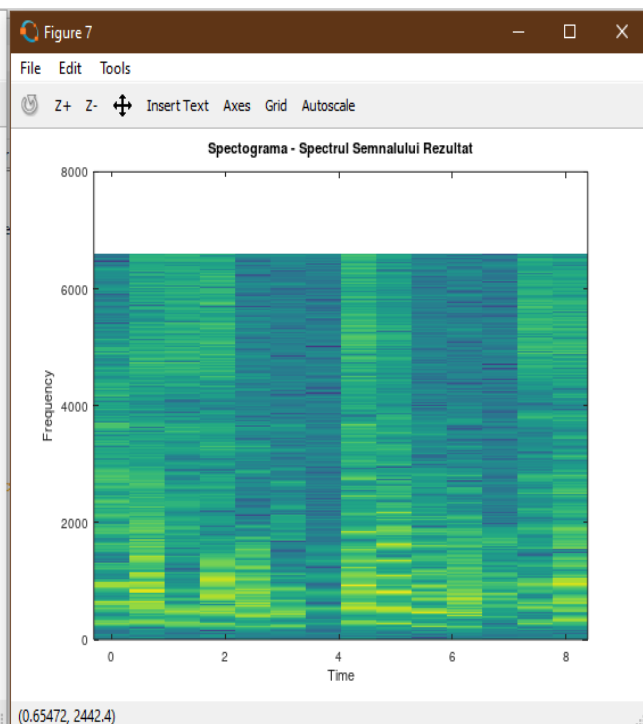 Figure 7
File Edit Tools
Z+ Z- Insert Text Axes Grid Autoscale
Spectograma - Spectrul Semnalului Rezultat
8000
6000
4000
2000
0
Frequency
0 2 4 6 8
Time
(0.65472, 2442.4)